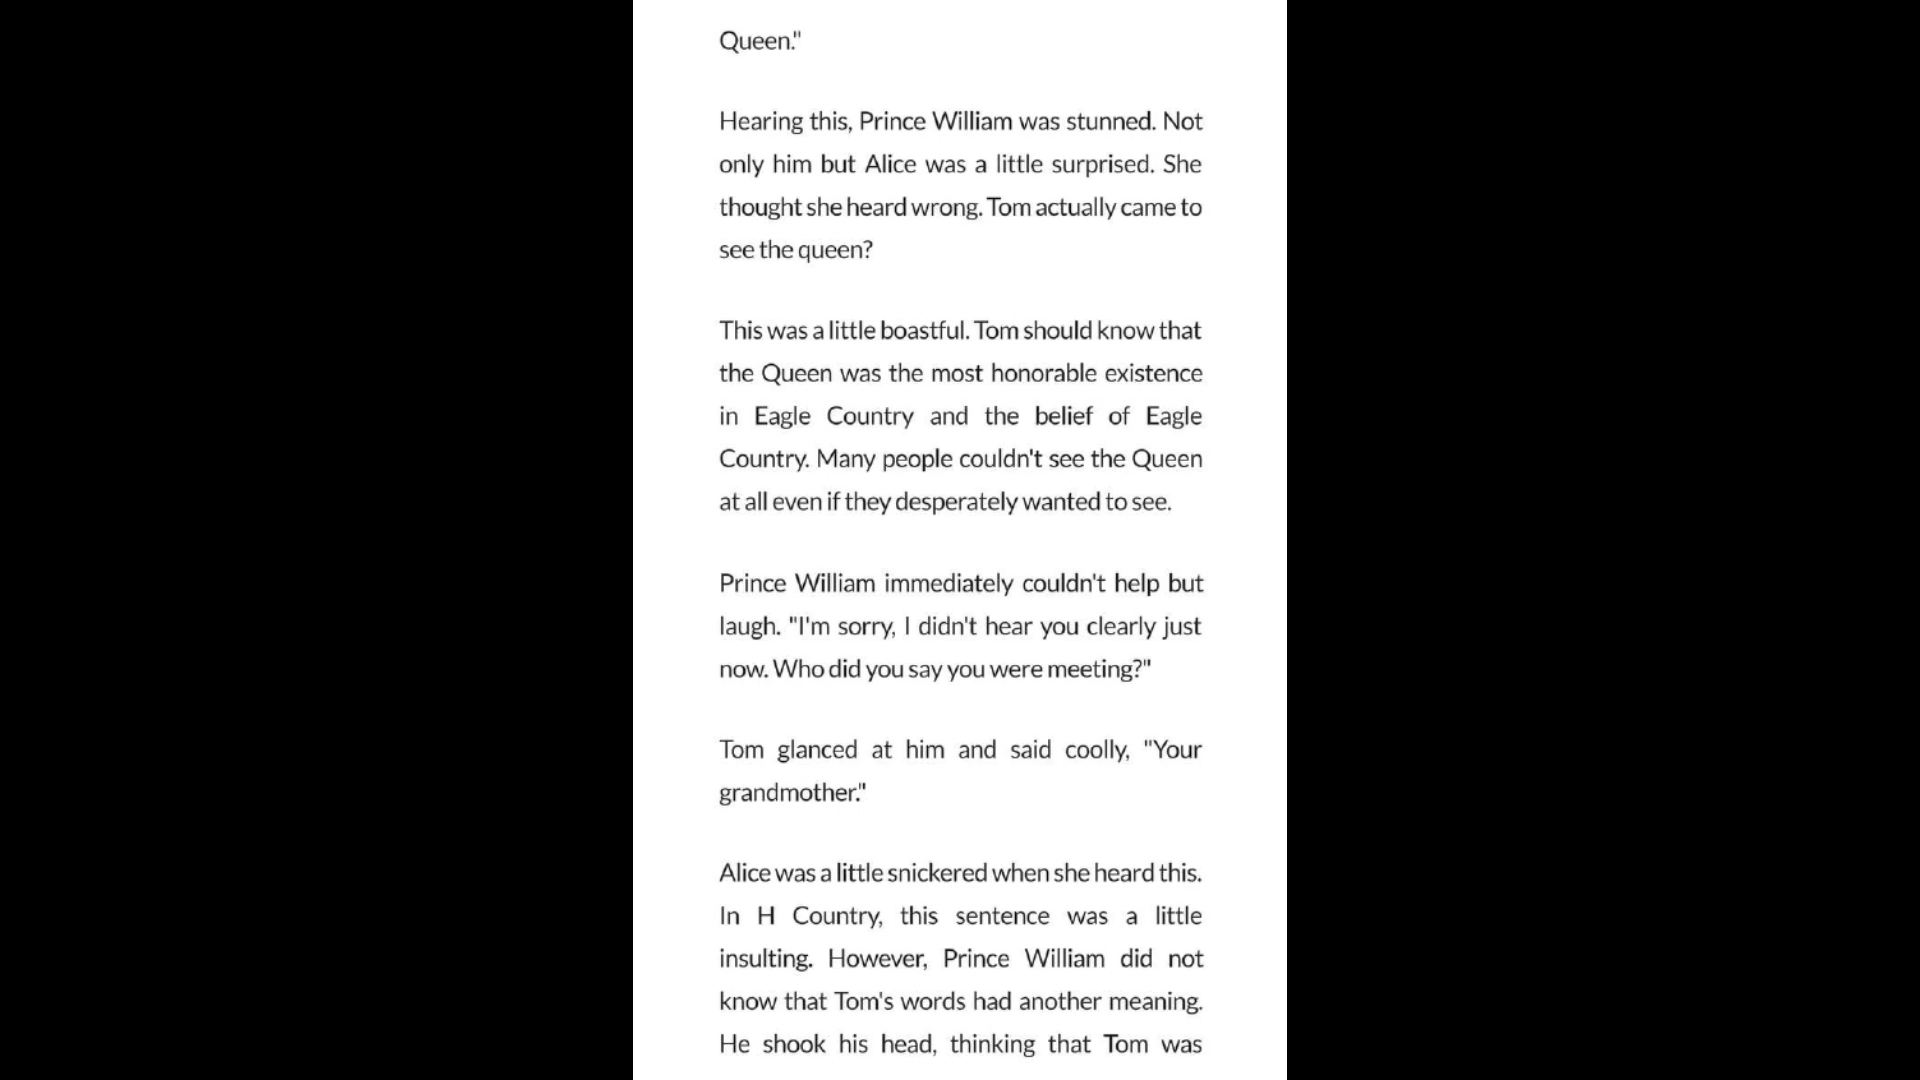 Queen."
Hearing this, Prince William was stunned. Not
only him but Alice was a little surprised. She
thought she heard wrong. Tom actually came to
see the queen?
This was a little boastful. Tom should know that
the Queen was the most honorable existence
in Eagle Country and the belief of Eagle
Country. Many people couldn't see the Queen
at all even if they desperately wanted to see.
Prince William immediately couldn't help but
laugh. "I'm sorry, I didn't hear you clearly just
now. Who did you say you were meeting?"
Tom glanced at him and said coolly, "Your
grandmother."
Alice was a little snickered when she heard this.
In H Country, this sentence was a little
insulting. However, Prince William did not
know that Tom's words had another meaning.
He shook his head, thinking that Tom was